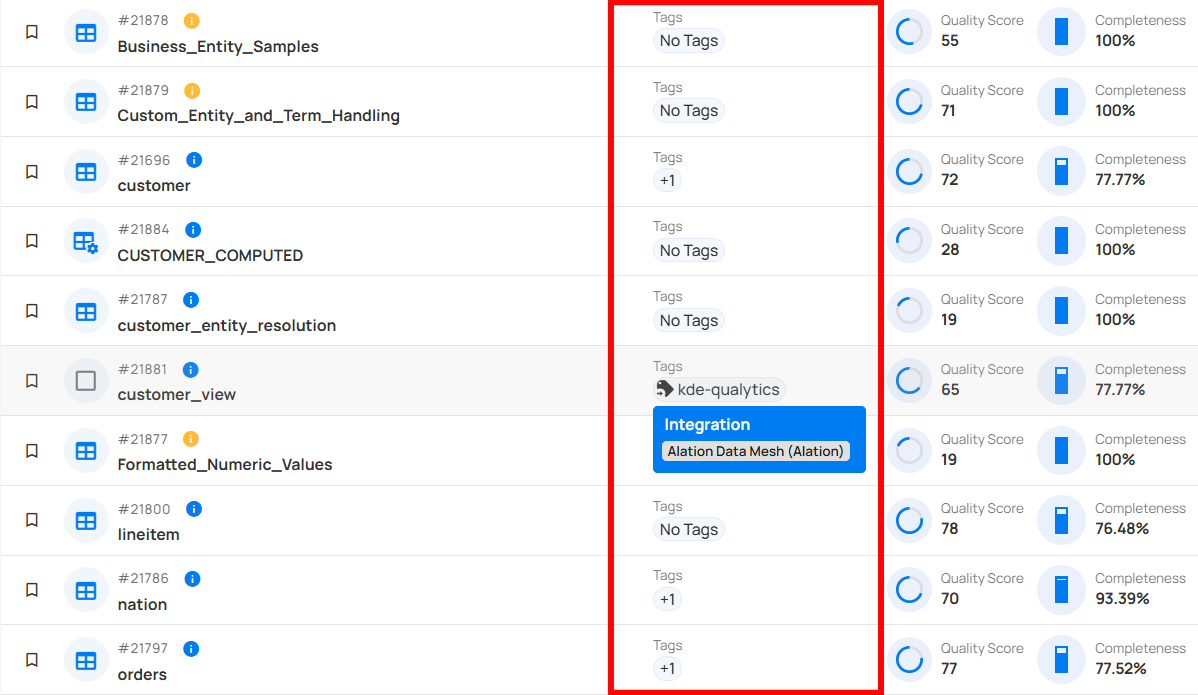 #21878
Business_Entity_Samples
Tags
No Tags
Quality Score
55
Completeness
100%
#21879
Custom_Entity_and_Term_Handling
Tags
No Tags
Quality Score
71
Completeness
100%
#21696
customer
Tags
+1
Quality Score
72
Completeness
77.77%
#21884
CUSTOMER_COMPUTED
Tags
No Tags
Quality Score
28
Completeness
100%
#21787
customer_entity_resolution
Tags
No Tags
Quality Score
19
Completeness
100%
#21881
customer_view
Tags
kde-qualytics
Integration
Alation Data Mesh (Alation)
Quality Score
65
Completeness
77.77%
#21877
Formatted_Numeric_Values
Quality Score
19
Completeness
100%
#21800
lineitem
Tags
No Tags
Quality Score
78
Completeness
76.48%
#21786
nation
Tags
+1
Quality Score
70
Completeness
93.39%
#21797
orders
Tags
+1
Quality Score
77
Completeness
77.52%